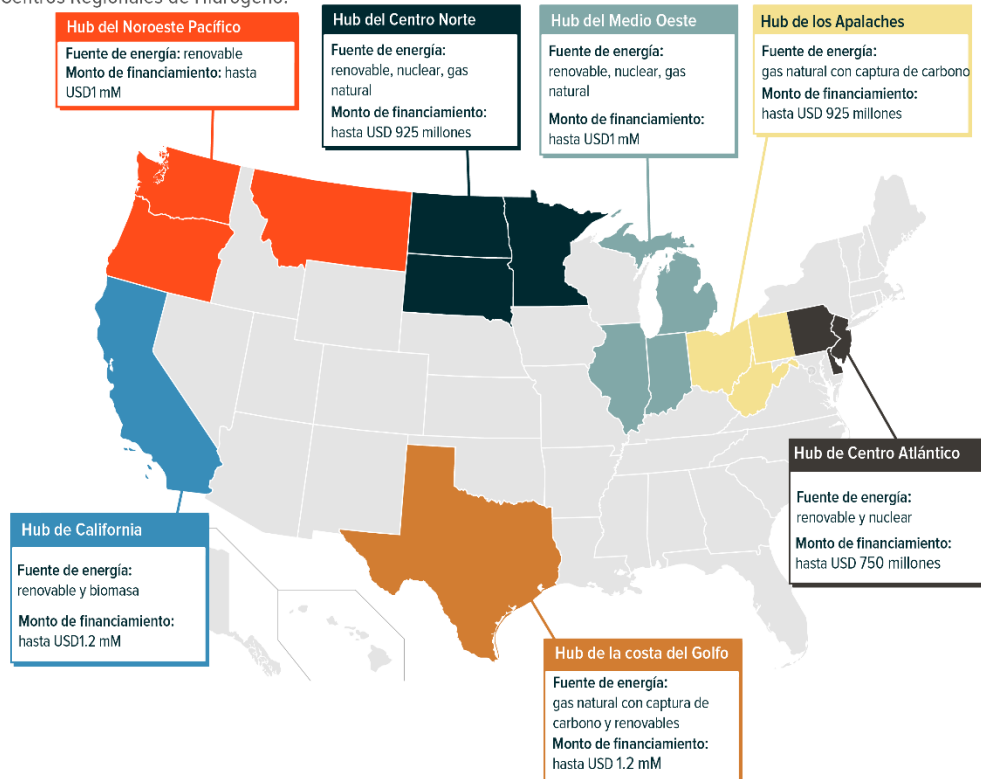 Centros Regionales de Hidrógeno.
Hub del Noroeste Pacífico
Fuente de energía: renovable
Monto de financiamiento: hasta
USD1 mM
Hub del Centro Norte
Fuente de energía:
renovable, nuclear, gas
natural
Monto de financiamiento:
hasta USD 925 millones
Hub del Medio Oeste
Fuente de energía:
renovable, nuclear, gas
natural
Monto de financiamiento:
hasta USD1 mM
Hub de los Apalaches
Fuente de energía:
gas natural con captura de carbono
Monto de financiamiento:
hasta USD 925 millones
Hub de Centro Atlántico
Fuente de energía:
renovable y nuclear
Monto de financiamiento:
hasta USD 750 millones
Hub de California
Fuente de energía:
renovable y biomasa
Monto de financiamiento:
hasta USD1.2 mM
Hub de la costa del Golfo
Fuente de energía:
gas natural con captura de
carbono y renovables
Monto de financiamiento:
hasta USD 1.2 mM